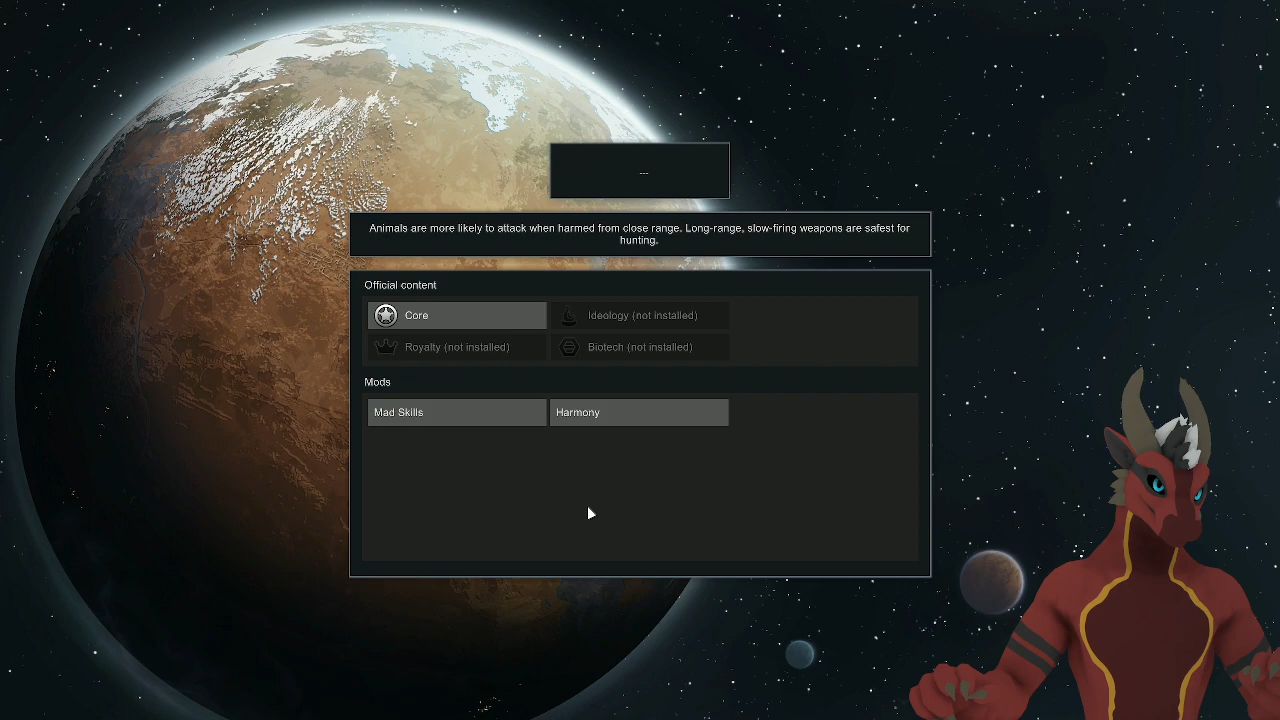 ...
Animals are more likely to attack when harmed from close range. Long-range, slow-firing weapons are safest for
hunting.
Official content
Core
Ideology (not installed)
Royalty (not installed)
Biotech (not installed)
Mods
Mad Skills
Harmony